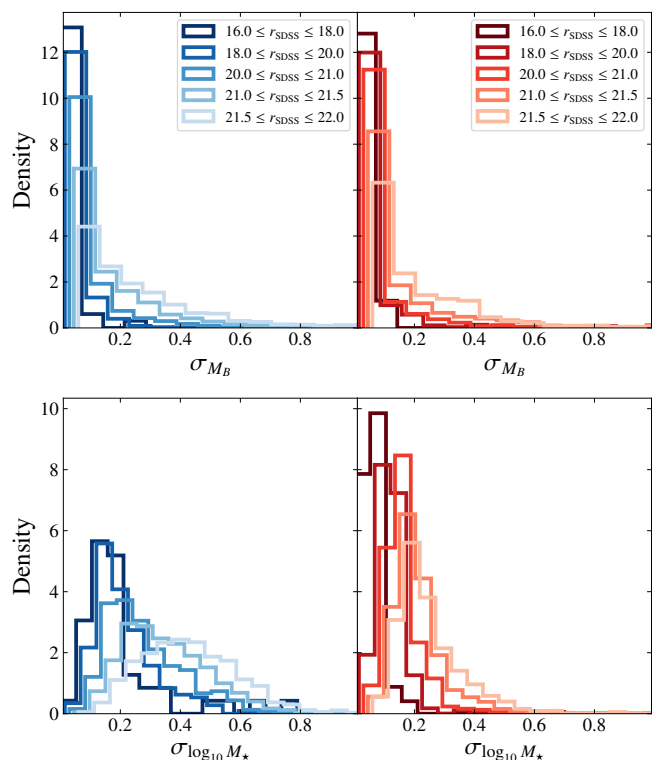 16.0 ≤ r_SDSS ≤ 18.0
18.0 ≤ r_SDSS ≤ 20.0
20.0 ≤ r_SDSS ≤ 21.0
21.0 ≤ r_SDSS ≤ 21.5
21.5 ≤ r_SDSS ≤ 22.0
16.0 ≤ r_SDSS ≤ 18.0
18.0 ≤ r_SDSS ≤ 20.0
20.0 ≤ r_SDSS ≤ 21.0
21.0 ≤ r_SDSS ≤ 21.5
21.5 ≤ r_SDSS ≤ 22.0
12
10
8
6
4
2
0
Density
0.2 0.4 0.6 0.8
0.2 0.4 0.6 0.8
σ_{M_B}
σ_{M_B}
10
8
6
4
2
0
Density
0.2 0.4 0.6 0.8
0.2 0.4 0.6 0.8
σ_{log₁₀ M_⋆}
σ_{log₁₀ M_⋆}